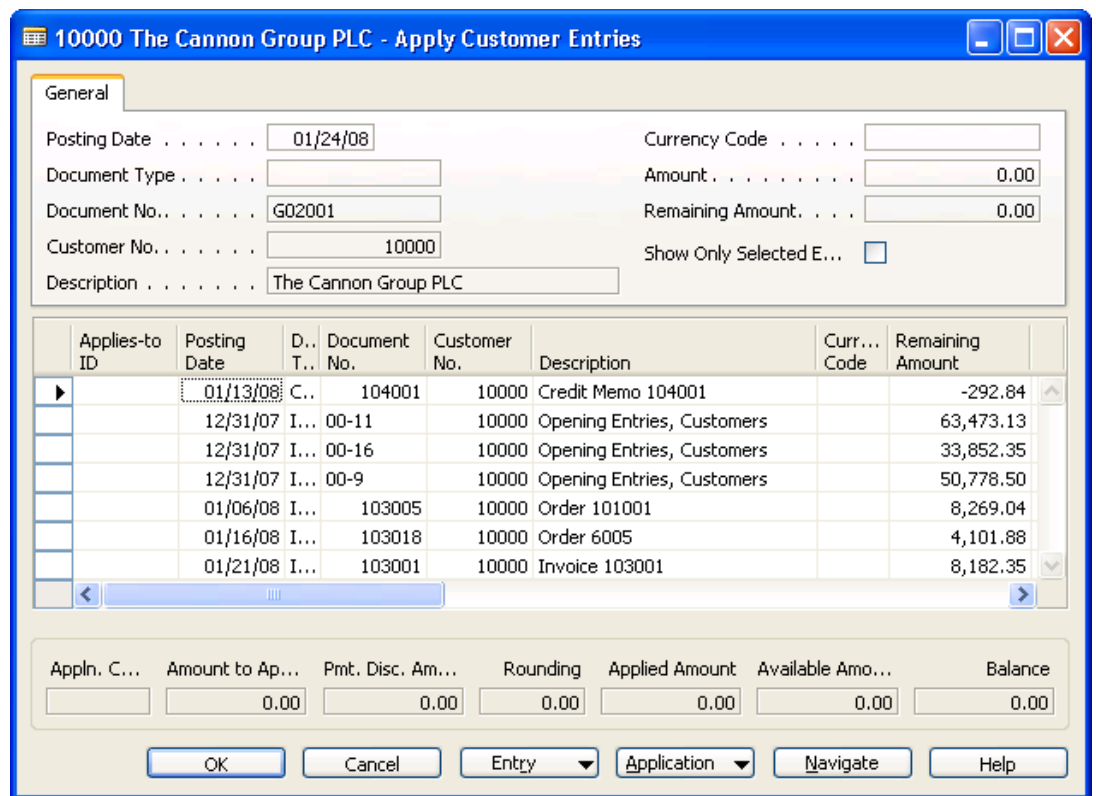 10000 The Cannon Group PLC - Apply Customer Entries
General
Posting Date . . . . . . 01/24/08 Currency Code . . . . .
Document Type . . . . . Amount. . . . . . . . . 0.00
Document No.. . . . . . G02001 Remaining Amount. . . . 0.00
Customer No.. . . . . . 10000 Show Only Selected E...
Description . . . . . . . The Cannon Group PLC
Applies-to ID Posting Date D.. T.. Document No. Customer No. Description Curr... Code Remaining Amount
01/13/08 C.. 104001 10000 Credit Memo 104001 -292.84
12/31/07 I... 00-11 10000 Opening Entries, Customers 63,473.13
12/31/07 I... 00-16 10000 Opening Entries, Customers 33,852.35
12/31/07 I... 00-9 10000 Opening Entries, Customers 50,778.50
01/06/08 I... 103005 10000 Order 101001 8,269.04
01/16/08 I... 103018 10000 Order 6005 4,101.88
01/21/08 I... 103001 10000 Invoice 103001 8,182.35
Appln. C... Amount to Ap... Pmt. Disc. Am... Rounding Applied Amount Available Amo... Balance
0.00 0.00 0.00 0.00 0.00 0.00
OK Cancel Entry Application Navigate Help